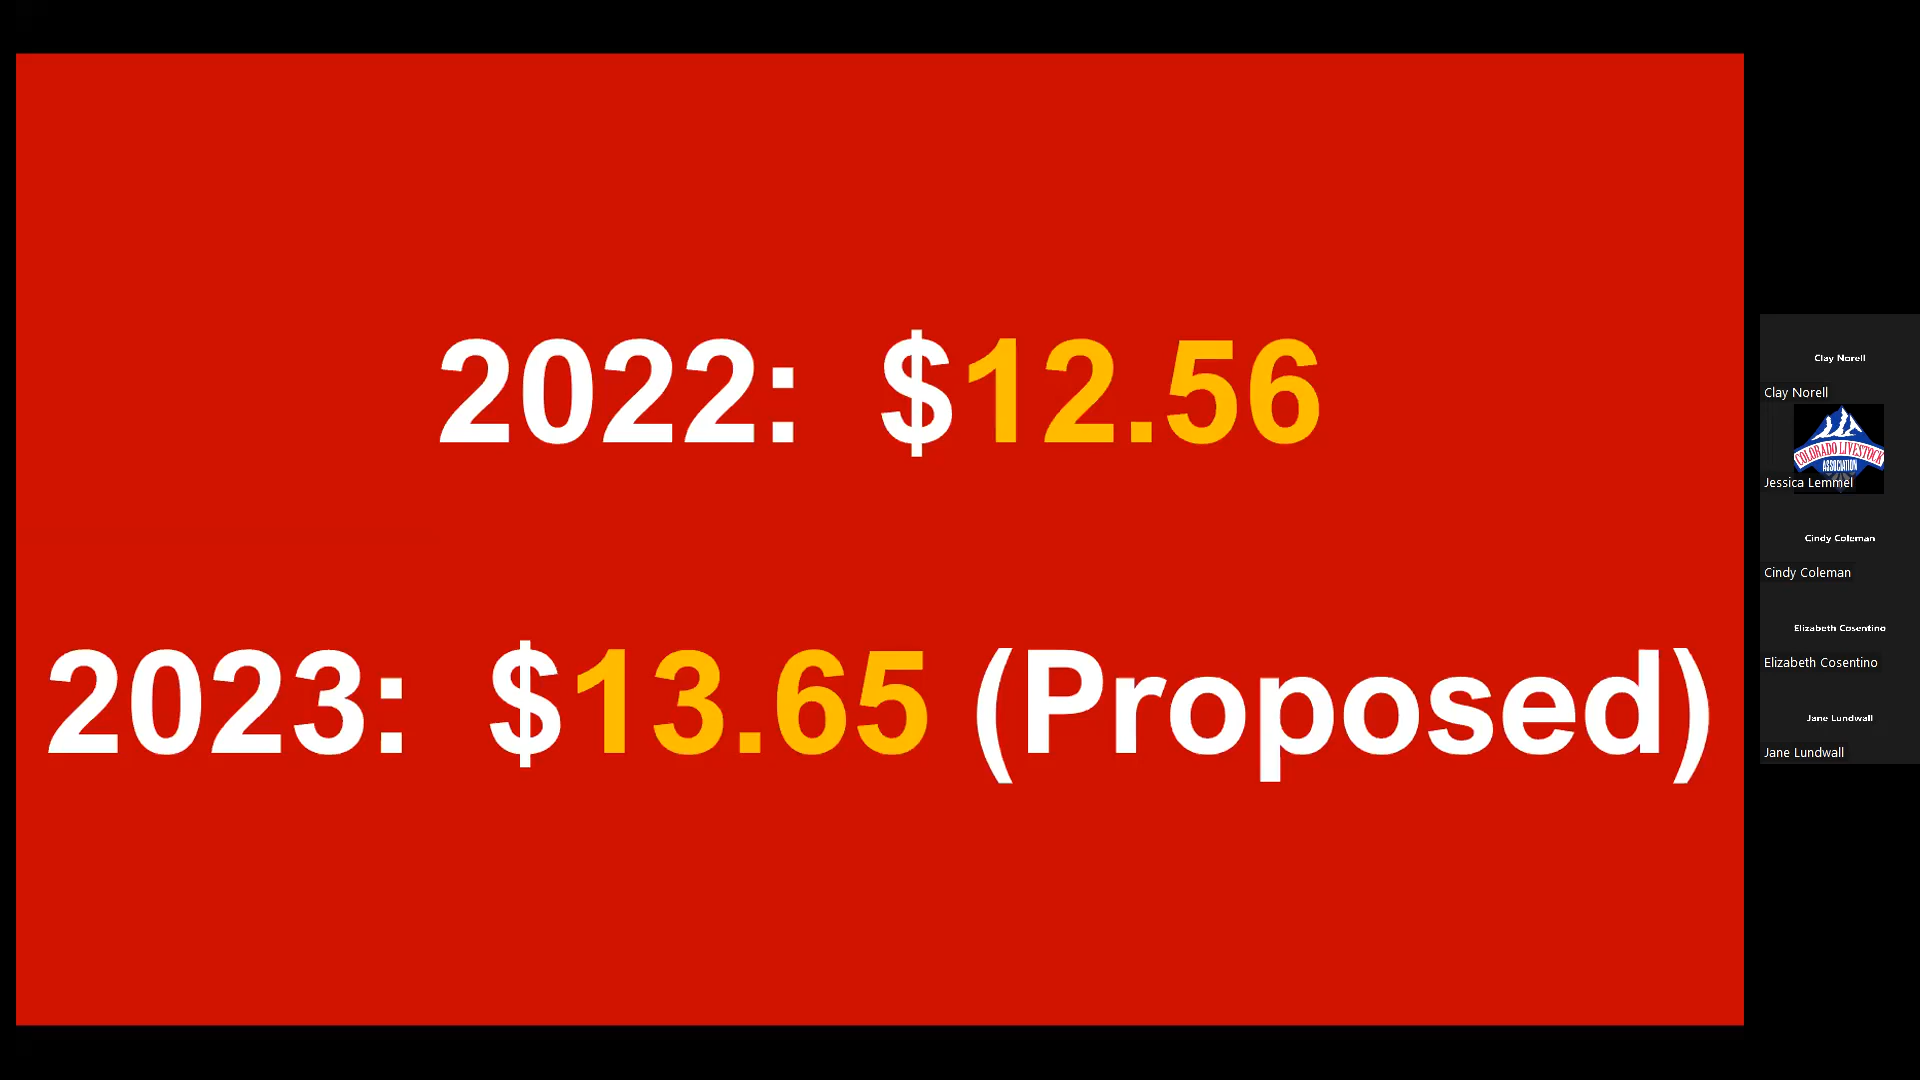 2022: $12.56
2023: $13.65 (Proposed)
Clay Norell
Clay Norell
COLORADO LIVESTOCK
ASSOCIATION
Jessica Lemmel
Cindy Coleman
Cindy Coleman
Elizabeth Cosentino
Elizabeth Cosentino
Jane Lundwall
Jane Lundwall